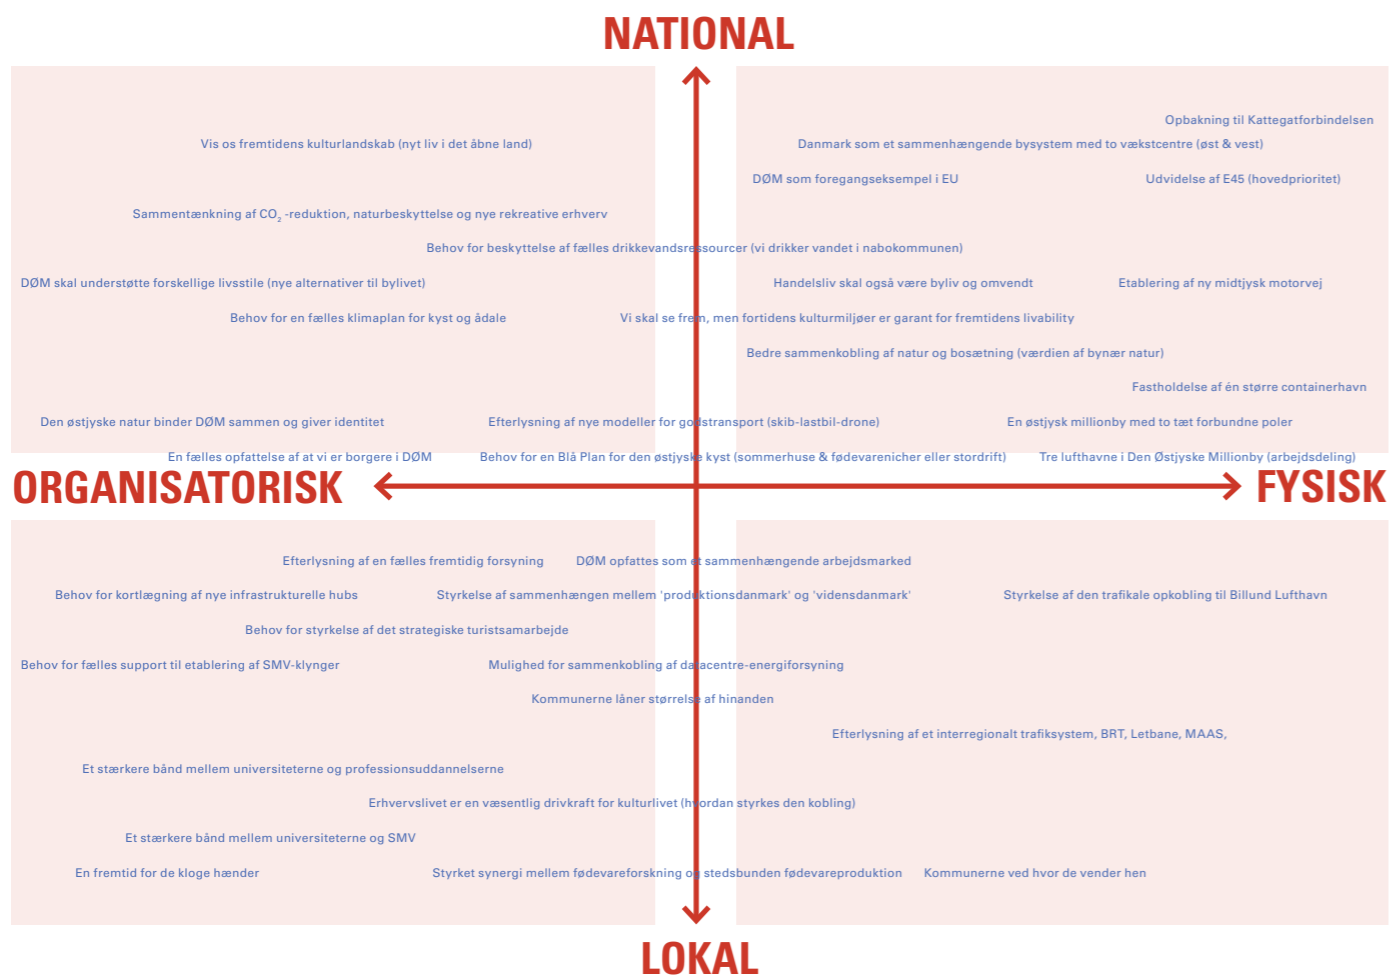 NATIONAL
Opbakning til Kattegatforbindelsen
Vis os fremtidens kulturlandskab (nyt liv i det åbne land)
Danmark som et sammenhængende bysystem med to vækstcentre (øst & vest)
DØM som foregangseksempel i EU
Udvidelse af E45 (hovedprioritet)
Sammentænkning af CO₂ -reduktion, naturbeskyttelse og nye rekreative erhverv
Behov for beskyttelse af fælles drikkevandsressourcer (vi drikker vandet i nabokommunen)
DØM skal understøtte forskellige livsstile (nye alternativer til bylivet)
Handelsliv skal også være byliv og omvendt
Etablering af ny midtjysk motorvej
Behov for en fælles klimaplan for kyst og ådale
Vi skal se frem, men fortidens kulturmiljøer er garant for fremtidens livability
Bedre sammenkobling af natur og bosætning (værdien af bynær natur)
Fastholdelse af én større containerhavn
Den østjyske natur binder DØM sammen og giver identitet
Efterlysning af nye modeller for godstransport (skib-lastbil-drone)
En østjysk millionby med to tæt forbundne poler
En fælles opfattelse af at vi er borgere i DØM
Behov for en Blå Plan for den østjyske kyst (sommerhuse & fødevarenicher eller stordrift)
Tre lufthavne i Den Østjyske Millionby (arbejdsdeling)
ORGANISATORISK
FYSISK
Efterlysning af en fælles fremtidig forsyning
DØM opfattes som et sammenhængende arbejdsmarked
Behov for kortlægning af nye infrastrukturelle hubs
Styrkelse af sammenhængen mellem 'produktionsdanmark' og 'vidensdanmark'
Styrkelse af den trafikale opkobling til Billund Lufthavn
Behov for styrkelse af det strategiske turistsamarbejde
Behov for fælles support til etablering af SMV-klynger
Mulighed for sammenkobling af datacentre-energiforsyning
Kommunerne låner størrelse af hinanden
Efterlysning af et interregionalt trafiksystem, BRT, Letbane, MAAS,
Et stærkere bånd mellem universiteterne og professionsuddannelserne
Erhvervslivet er en væsentlig drivkraft for kulturlivet (hvordan styrkes den kobling)
Et stærkere bånd mellem universiteterne og SMV
En fremtid for de kloge hænder
Styrket synergi mellem fødevareforskning og stedsbunden fødevareproduktion
Kommunerne ved hvor de vender hen
LOKAL